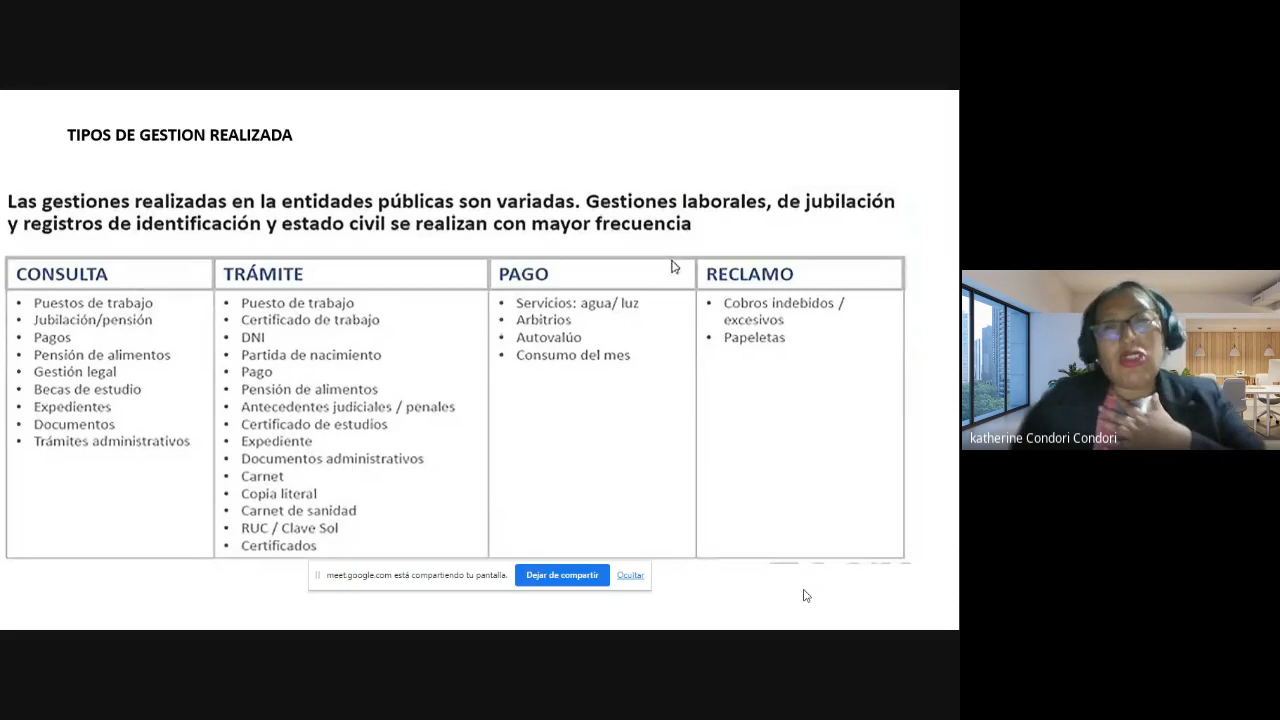 TIPOS DE GESTION REALIZADA
Las gestiones realizadas en la entidades públicas son variadas. Gestiones laborales, de jubilación
y registros de identificación y estado civil se realizan con mayor frecuencia
CONSULTA
• Puestos de trabajo
• Jubilación/pensión
• Pagos
• Pensión de alimentos
• Gestión legal
• Becas de estudio
• Expedientes
• Documentos
• Trámites administrativos
TRÁMITE
• Puesto de trabajo
• Certificado de trabajo
• DNI
• Partida de nacimiento
• Pago
• Pensión de alimentos
• Antecedentes judiciales / penales
• Certificado de estudios
• Expediente
• Documentos administrativos
• Carnet
• Copia literal
• Carnet de sanidad
• RUC / Clave Sol
• Certificados
PAGO
• Servicios: agua/ luz
• Arbitrios
• Autovalúo
• Consumo del mes
RECLAMO
• Cobros indebidos /
excesivos
• Papeletas
meet.google.com está compartiendo tu pantalla.
Dejar de compartir
Ocultar
katherine Condori Condori